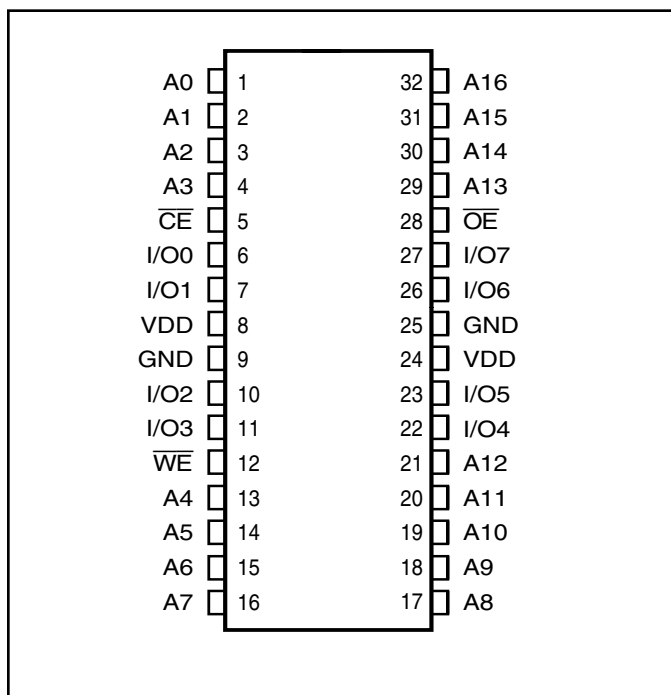 A0 1 32 A16
A1 2 31 A15
A2 3 30 A14
A3 4 29 A13
C̅E̅ 5 28 O̅E̅
I/O0 6 27 I/O7
I/O1 7 26 I/O6
VDD 8 25 GND
GND 9 24 VDD
I/O2 10 23 I/O5
I/O3 11 22 I/O4
W̅E̅ 12 21 A12
A4 13 20 A11
A5 14 19 A10
A6 15 18 A9
A7 16 17 A8